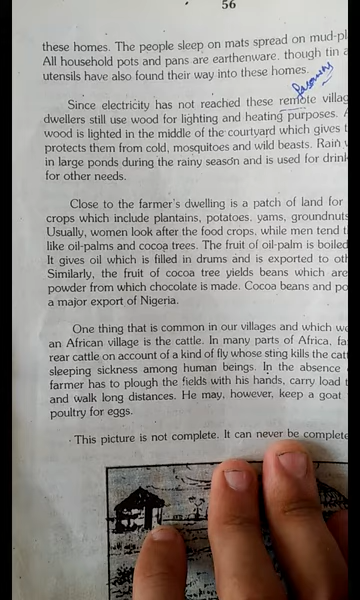 56
these homes. The people sleep on mats spread on mud-pl
All household pots and pans are earthenware. though tin a
utensils have also found their way into these homes.
Since electricity has not reached these remote villag
dwellers still use wood for lighting and heating purposes. A
wood is lighted in the middle of the courtyard which gives t
protects them from cold, mosquitoes and wild beasts. Rain w
in large ponds during the rainy season and is used for drink
for other needs.
Close to the farmer's dwelling is a patch of land for
crops which include plantains, potatoes. yams, groundnuts
Usually, women look after the food crops, while men tend t
like oil-palms and cocoa trees. The fruit of oil-palm is boiled
It gives oil which is filled in drums and is exported to oth
Similarly, the fruit of cocoa tree yields beans which are
powder from which chocolate is made. Cocoa beans and po
a major export of Nigeria.
One thing that is common in our villages and which we
an African village is the cattle. In many parts of Africa, fa
rear cattle on account of a kind of fly whose sting kills the catt
sleeping sickness among human beings. In the absence
farmer has to plough the fields with his hands, carry load t
and walk long distances. He may, however, keep a goat
poultry for eggs.
This picture is not complete. It can never be complete